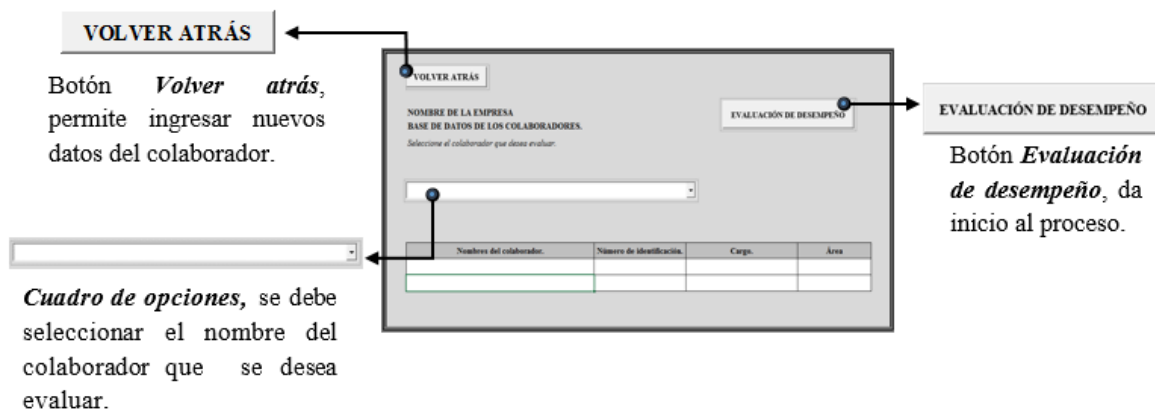 VOLVER ATRÁS
Botón Volver atrás,
permite ingresar nuevos
datos del colaborador.
Cuadro de opciones, se debe
seleccionar el nombre del
colaborador que se desea
evaluar.
VOLVER ATRÁS
NOMBRE DE LA EMPRESA
BASE DE DATOS DE LOS COLABORADORES.
Seleccione el colaborador que desea evaluar.
EVALUACIÓN DE DESEMPEÑO
Nombres del colaborador. Número de identificación. Cargo. Área
EVALUACIÓN DE DESEMPEÑO
Botón Evaluación
de desempeño, da
inicio al proceso.